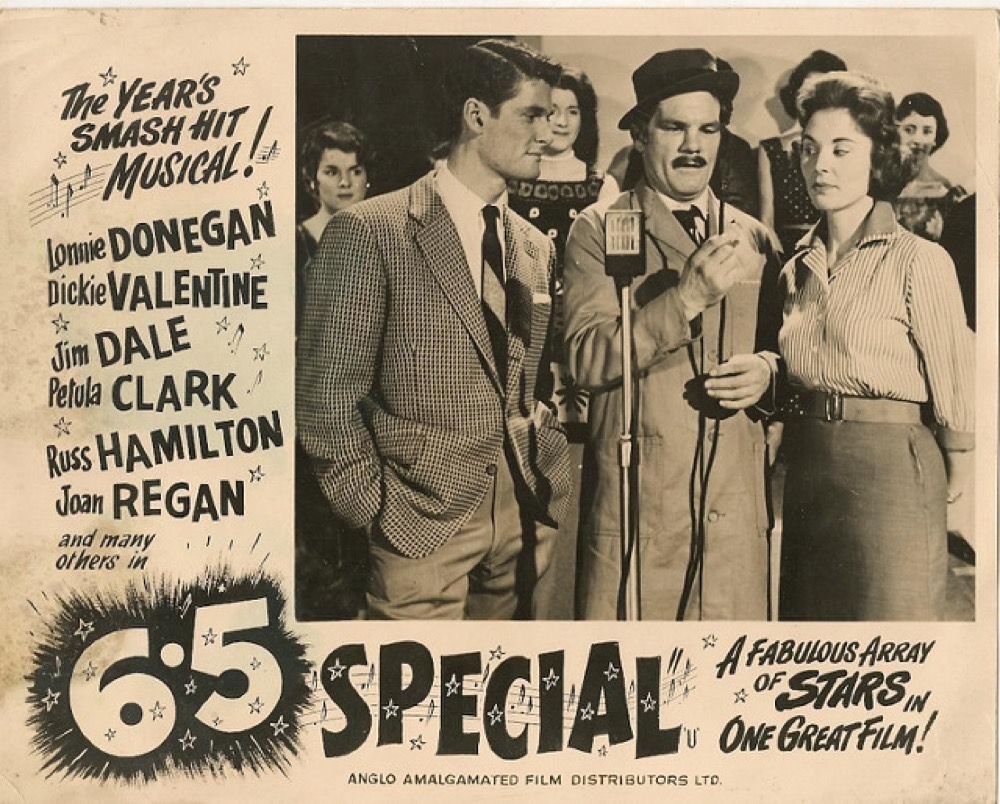 The YEAR'S
SMASH HIT
MUSICAL!
Lonnie DONEGAN
Dickie VALENTINE
Jim DALE
Petula CLARK
Russ HAMILTON
Joan REGAN
and many
others in
6.5 SPECIAL" 'U'
A FABULOUS ARRAY
OF STARS IN
ONE GREAT FILM!
ANGLO AMALGAMATED FILM DISTRIBUTORS LTD.